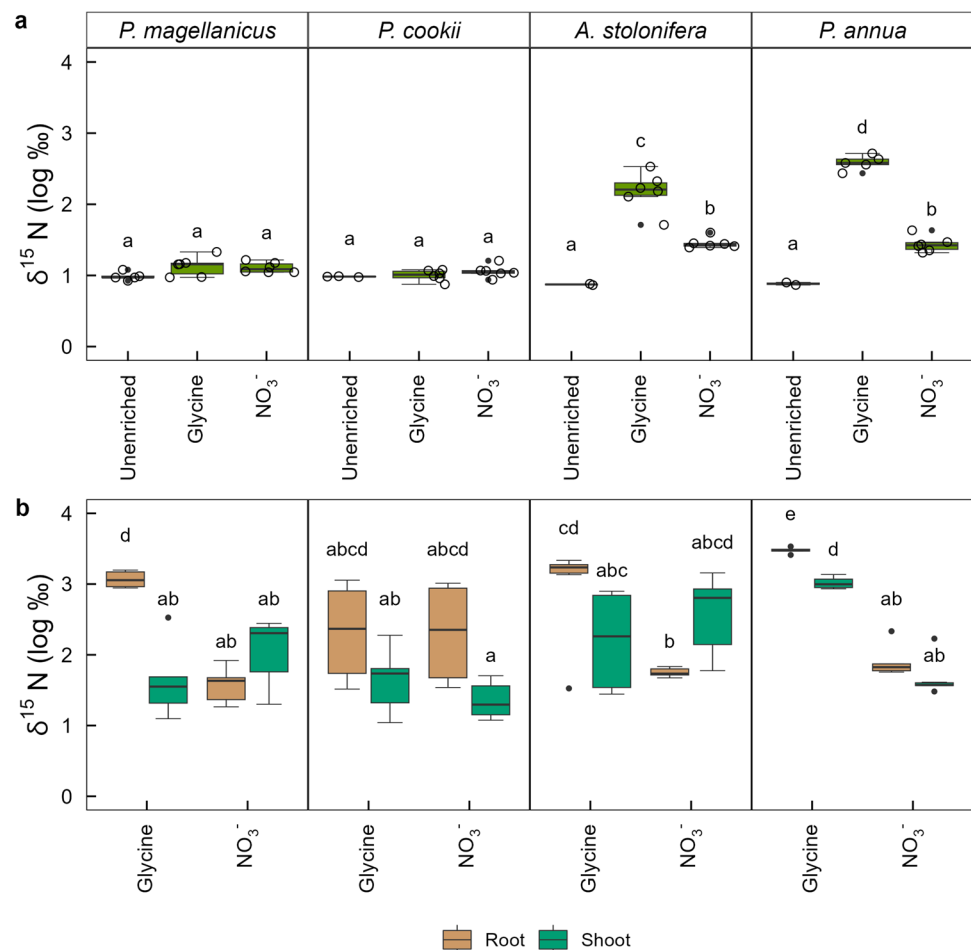 a
P. magellanicus P. cookii A. stolonifera P. annua
4
3
2
1
0
δ¹⁵ N (log ‰)
a a a a a a a c b a d b
Unenriched Glycine NO₃⁻ Unenriched Glycine NO₃⁻ Unenriched Glycine NO₃⁻ Unenriched Glycine NO₃⁻
b
4
3
2
1
0
δ¹⁵ N (log ‰)
d ab ab ab abcd ab abcd a cd abc b abcd e d ab ab
Glycine NO₃⁻ Glycine NO₃⁻ Glycine NO₃⁻ Glycine NO₃⁻
Root Shoot